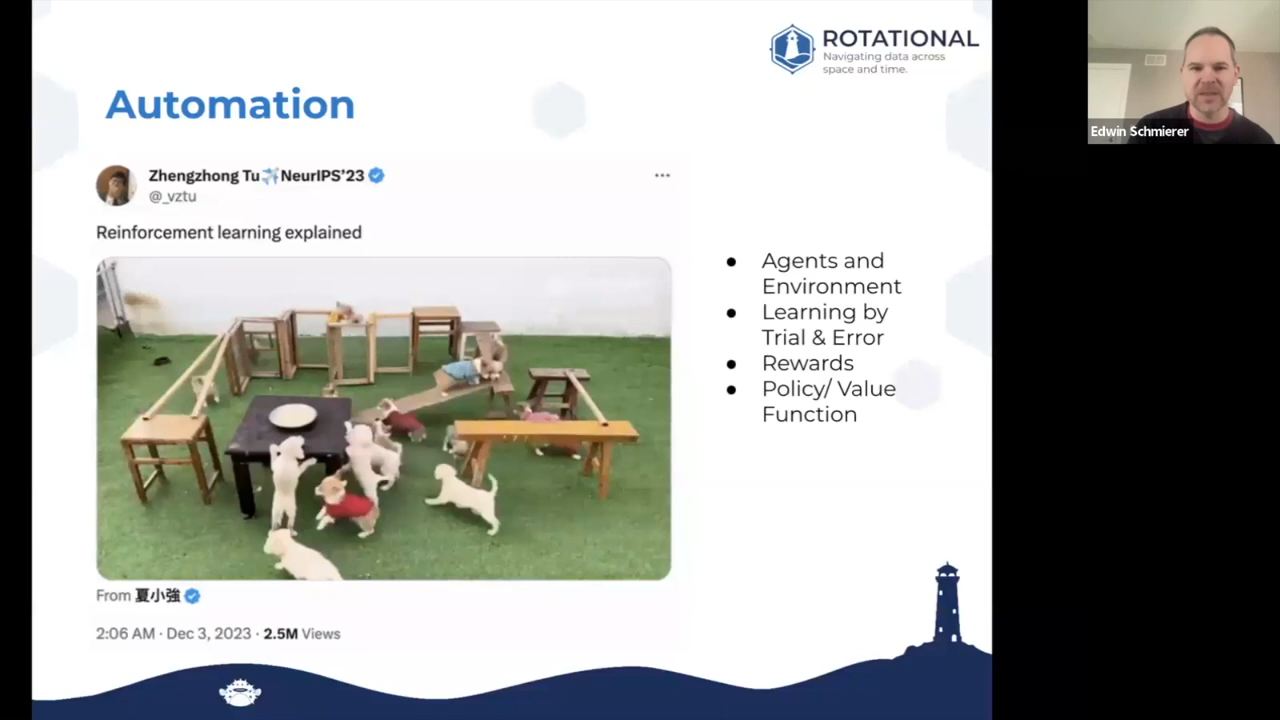 ROTATIONAL
Navigating data across
space and time.
Edwin Schmierer
Automation
Zhengzhong Tu✈️NeurIPS'23
@_vztu
Reinforcement learning explained
From 夏小強
2:06 AM · Dec 3, 2023 · 2.5M Views
● Agents and
Environment
● Learning by
Trial & Error
● Rewards
● Policy/ Value
Function